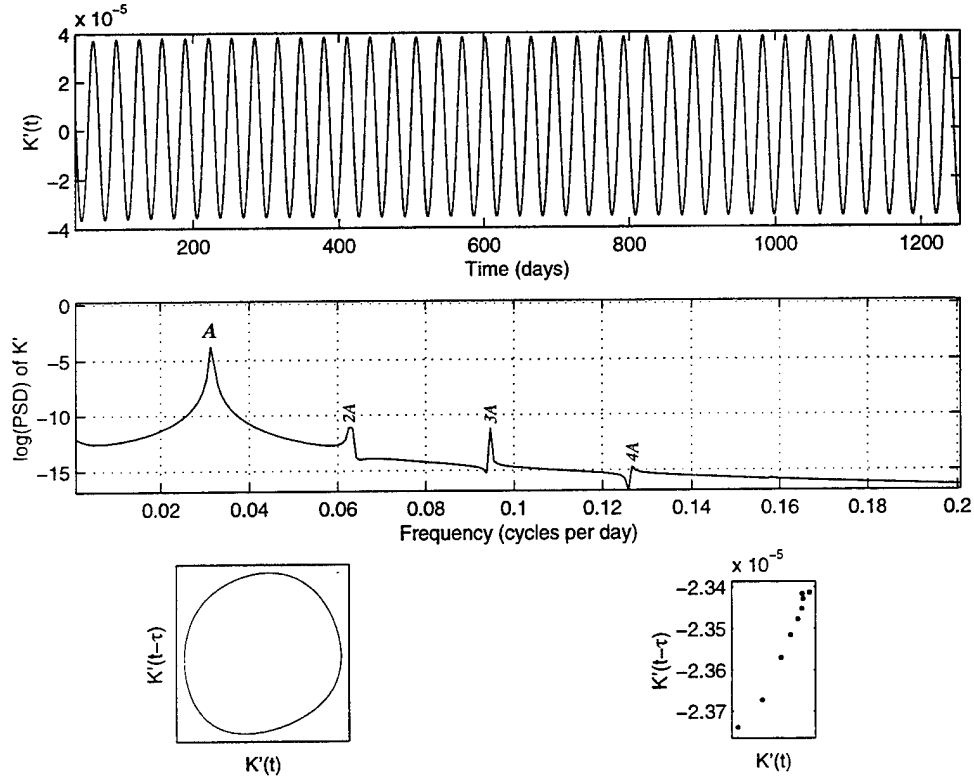 x 10⁻⁵
4
2
0
−2
−4
K'(t)
200
400
600
800
1000
1200
Time (days)
0
−5
−10
−15
log(PSD) of K'
A
2A
3A
4A
0.02
0.04
0.06
0.08
0.1
0.12
0.14
0.16
0.18
0.2
Frequency (cycles per day)
K'(t−τ)
K'(t)
x 10⁻⁵
−2.34
−2.35
−2.36
−2.37
K'(t−τ)
K'(t)